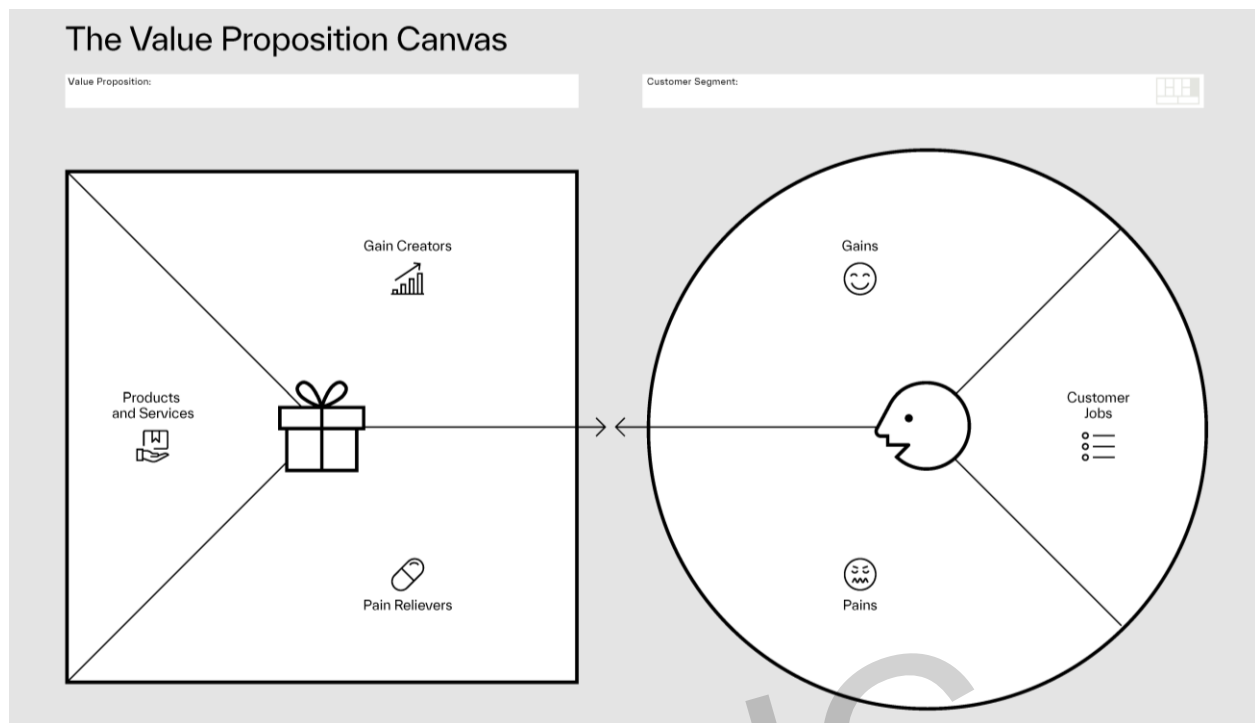 The Value Proposition Canvas
Value Proposition:
Customer Segment:
Gain Creators
Gains
Products
and Services
Customer
Jobs
Pain Relievers
Pains